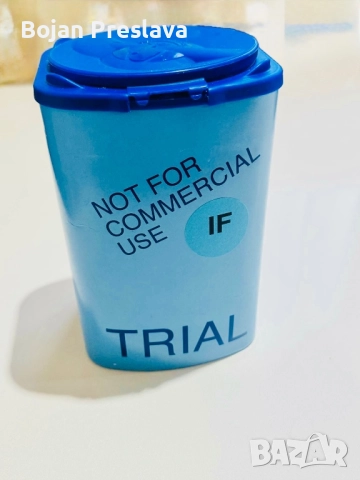 Bojan Preslava
NOT FOR
COMMERCIAL
USE
IF
TRIAL
BAZAR